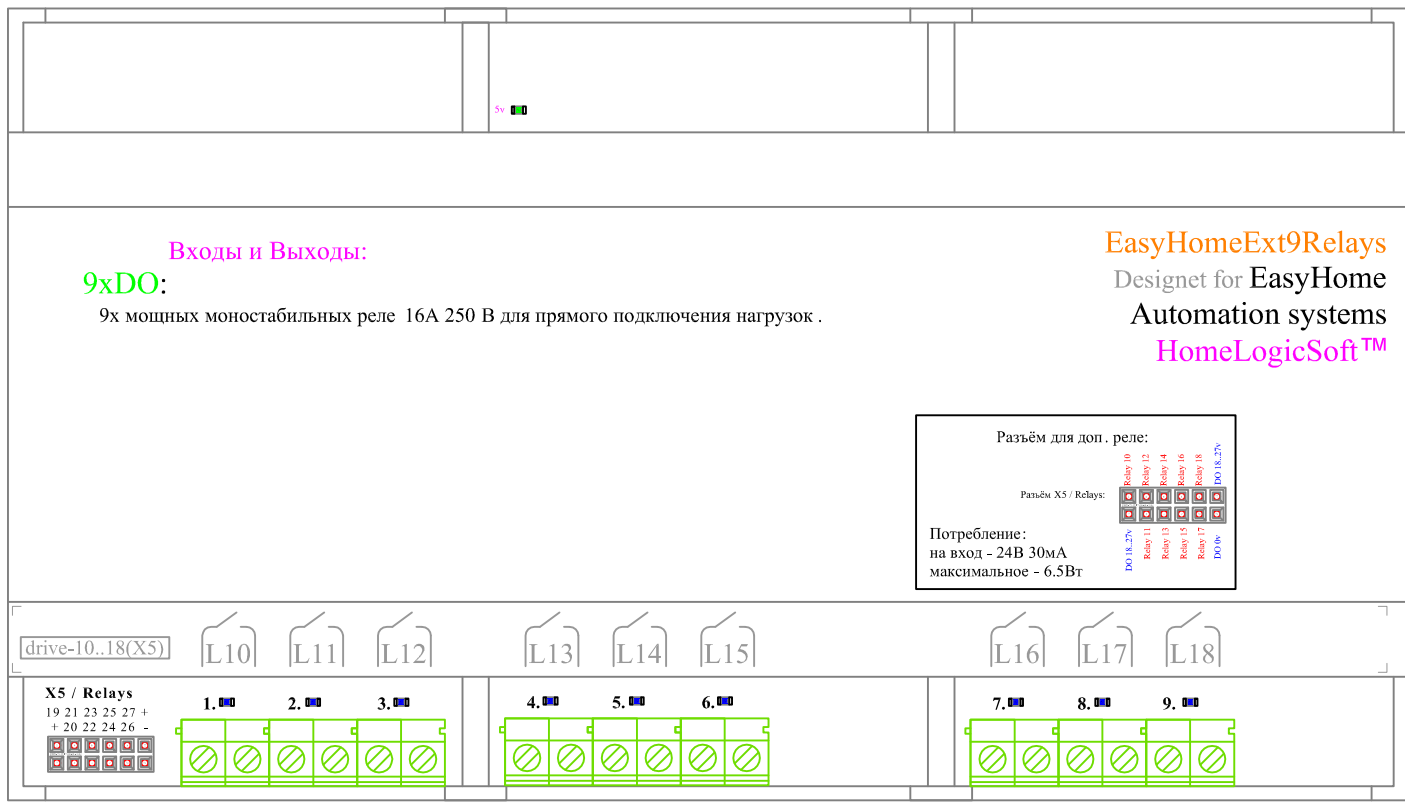 5v
Входы и Выходы:
9xDO:
9x мощных моностабильных реле 16А 250 В для прямого подключения нагрузок .
EasyHomeExt9Relays
Designet for EasyHome
Automation systems
HomeLogicSoft™
Разъём для доп . реле:
Relay 10 Relay 12 Relay 14 Relay 16 Relay 18 DO 18..27v
Разъём X5 / Relays:
DO 18..27v Relay 11 Relay 13 Relay 15 Relay 17 DO 0v
Потребление:
на вход - 24В 30мА
максимальное - 6.5Вт
drive-10..18(X5)
L10 L11 L12 L13 L14 L15 L16 L17 L18
X5 / Relays
19 21 23 25 27 +
+ 20 22 24 26 -
1. 2. 3. 4. 5. 6. 7. 8. 9.